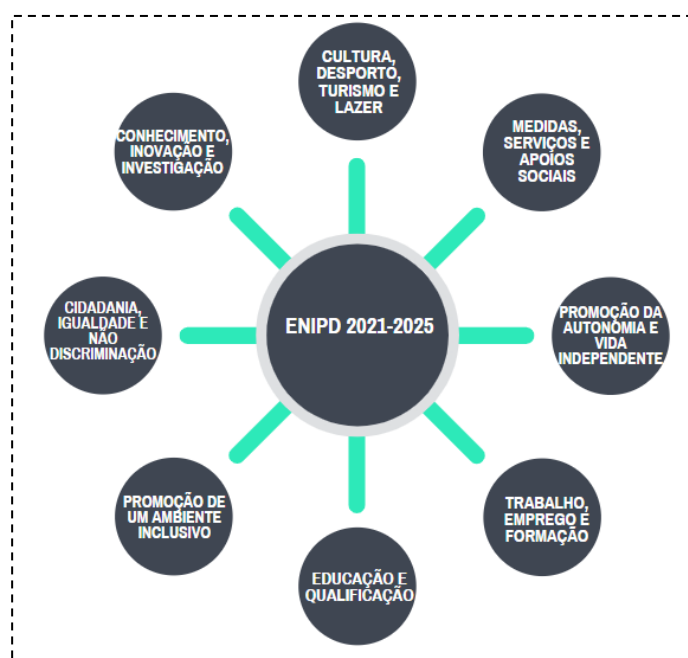 CULTURA,
DESPORTO,
TURISMO E
LAZER
CONHECIMENTO,
INOVAÇÃO E
INVESTIGAÇÃO
MEDIDAS,
SERVIÇOS E
APOIOS
SOCIAIS
CIDADANIA,
IGUALDADE E
NÃO
DISCRIMINAÇÃO
ENIPD 2021-2025
PROMOÇÃO DA
AUTONOMIA E
VIDA
INDEPENDENTE
PROMOÇÃO DE
UM AMBIENTE
INCLUSIVO
TRABALHO,
EMPREGO E
FORMAÇÃO
EDUCAÇÃO E
QUALIFICAÇÃO